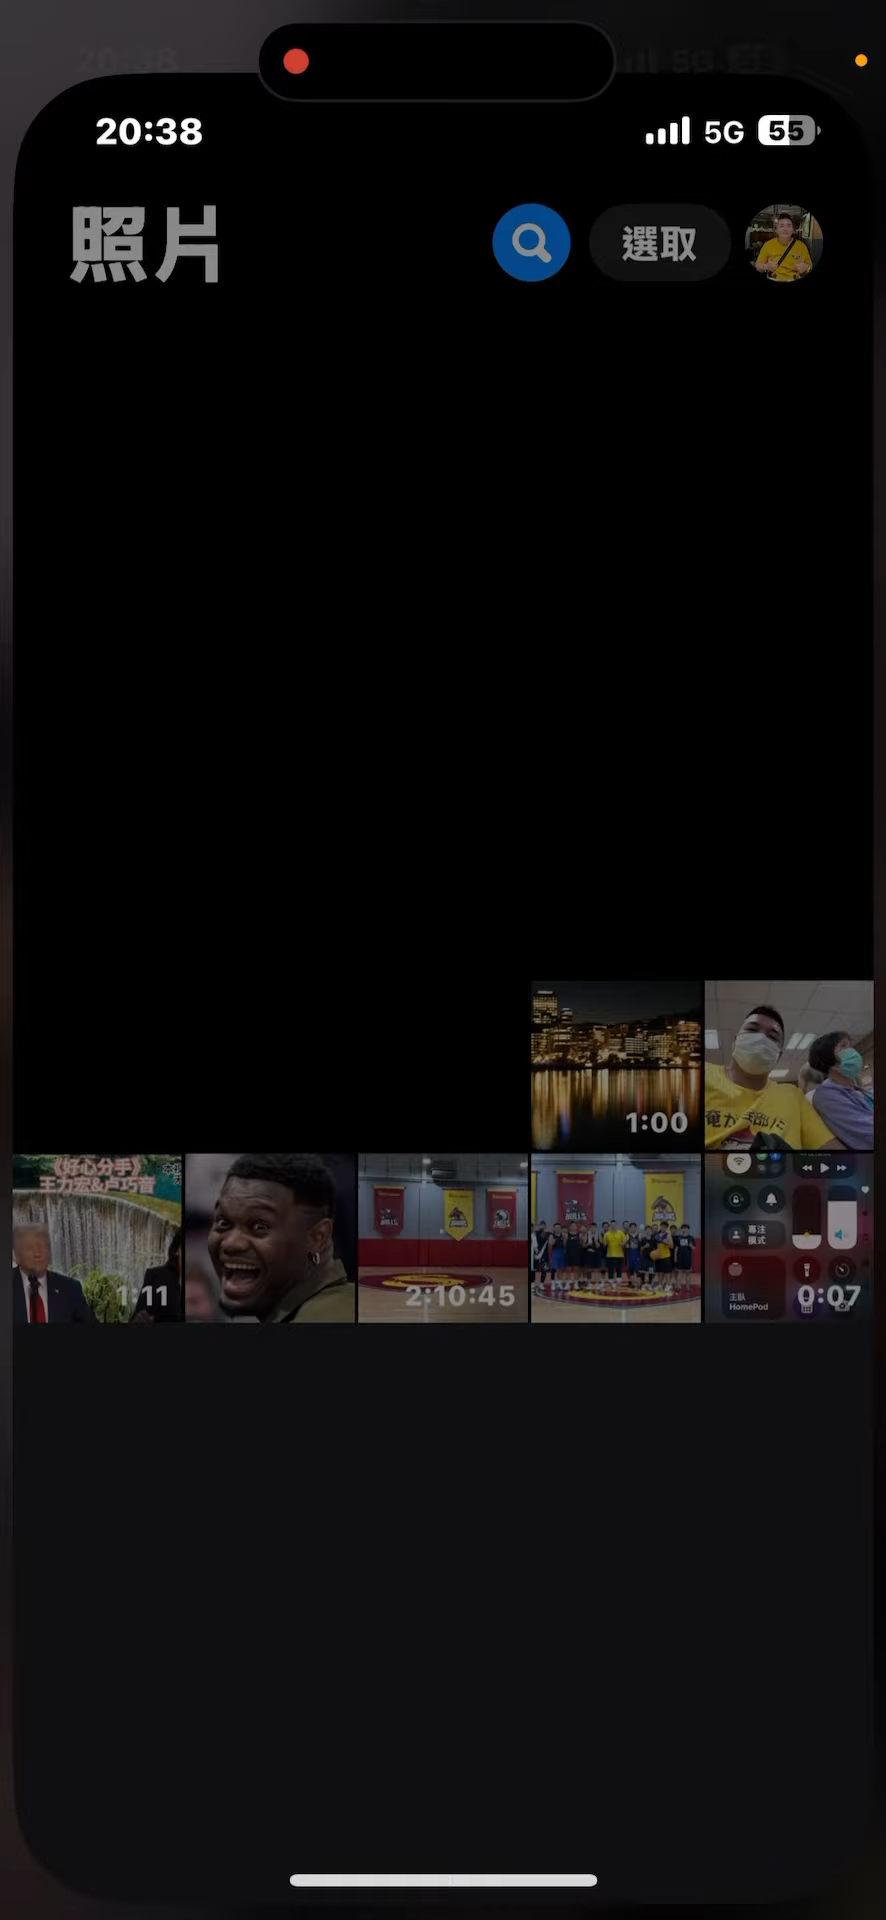 20:38
5G 55
照片
選取
1:00
《好心分手》
王力宏&卢巧音
1:11
2:10:45
專注
模式
主臥
HomePod
0:07